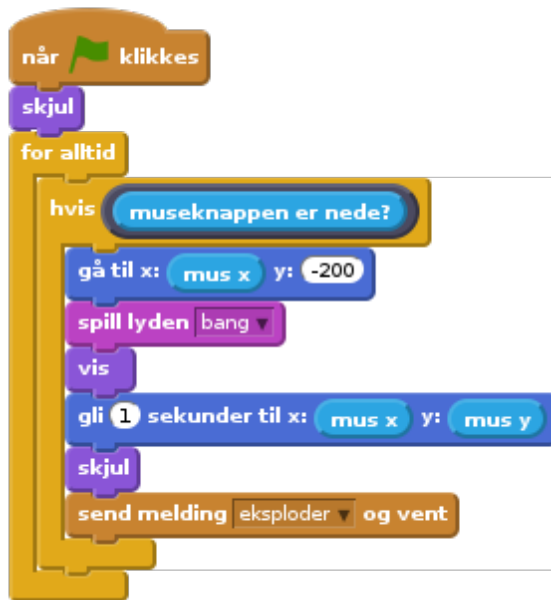 når klikkes
skjul
for alltid
hvis museknappen er nede?
gå til x: mus x y: -200
spill lyden bang
vis
gli 1 sekunder til x: mus x y: mus y
skjul
send melding eksploder og vent